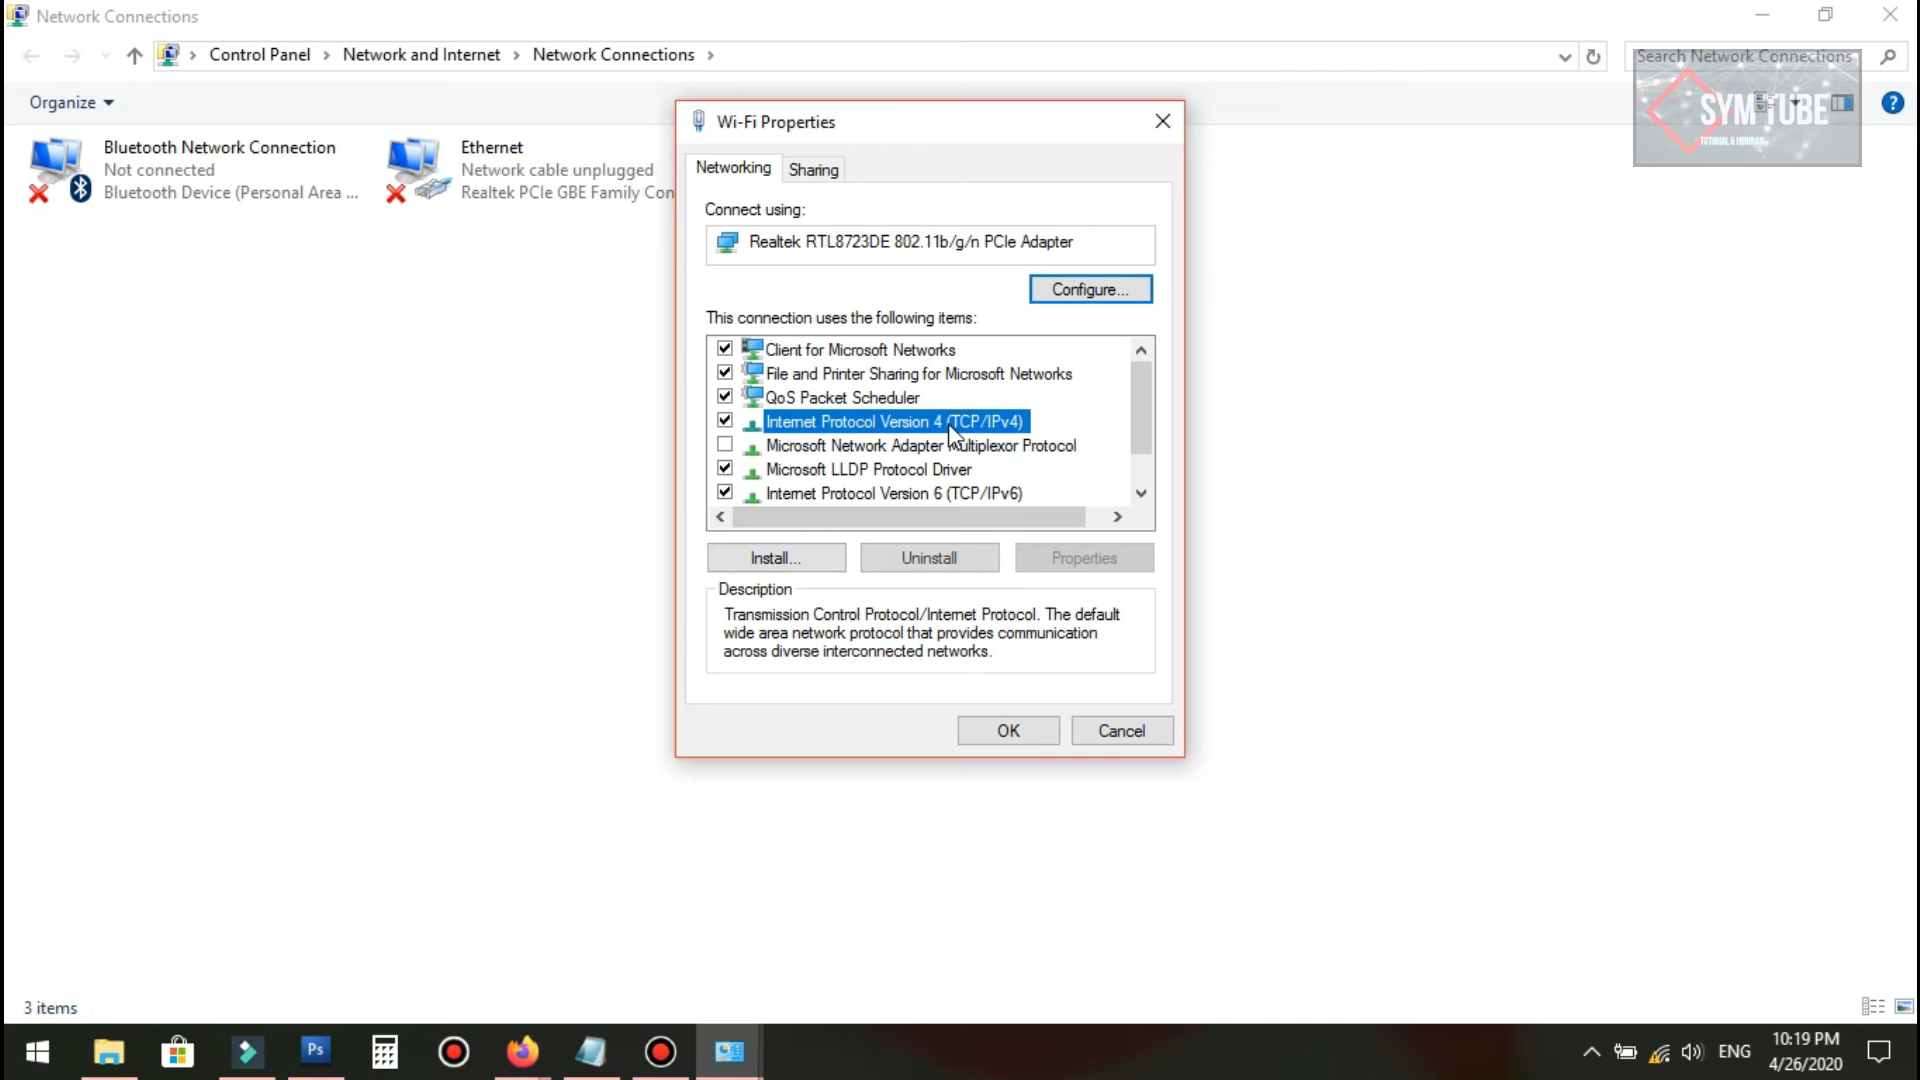 Network Connections
Control Panel
Network and Internet
Network Connections
Search Network Connections
Organize
SYM TUBE
TUTORIAL & HIBURAN
Bluetooth Network Connection
Not connected
Bluetooth Device (Personal Area ...
Ethernet
Network cable unplugged
Realtek PCIe GBE Family Con
Wi-Fi Properties
Networking
Sharing
Connect using:
Realtek RTL8723DE 802.11b/g/n PCIe Adapter
Configure...
This connection uses the following items:
Client for Microsoft Networks
File and Printer Sharing for Microsoft Networks
QoS Packet Scheduler
Internet Protocol Version 4 (TCP/IPv4)
Microsoft Network Adapter Multiplexor Protocol
Microsoft LLDP Protocol Driver
Internet Protocol Version 6 (TCP/IPv6)
Install...
Uninstall
Properties
Description
Transmission Control Protocol/Internet Protocol. The default
wide area network protocol that provides communication
across diverse interconnected networks.
OK
Cancel
3 items
Ps
ENG
10:19 PM
4/26/2020